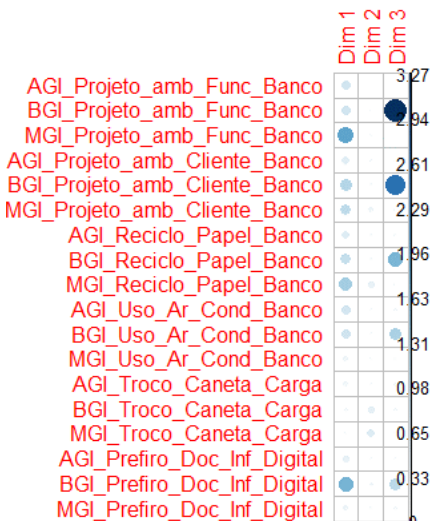 Dim 1
Dim 2
Dim 3
AGI_Projeto_amb_Func_Banco
BGI_Projeto_amb_Func_Banco
MGI_Projeto_amb_Func_Banco
AGI_Projeto_amb_Cliente_Banco
BGI_Projeto_amb_Cliente_Banco
MGI_Projeto_amb_Cliente_Banco
AGI_Reciclo_Papel_Banco
BGI_Reciclo_Papel_Banco
MGI_Reciclo_Papel_Banco
AGI_Uso_Ar_Cond_Banco
BGI_Uso_Ar_Cond_Banco
MGI_Uso_Ar_Cond_Banco
AGI_Troco_Caneta_Carga
BGI_Troco_Caneta_Carga
MGI_Troco_Caneta_Carga
AGI_Prefiro_Doc_Inf_Digital
BGI_Prefiro_Doc_Inf_Digital
MGI_Prefiro_Doc_Inf_Digital
3.27
2.94
2.61
2.29
1.96
1.63
1.31
0.98
0.65
0.33